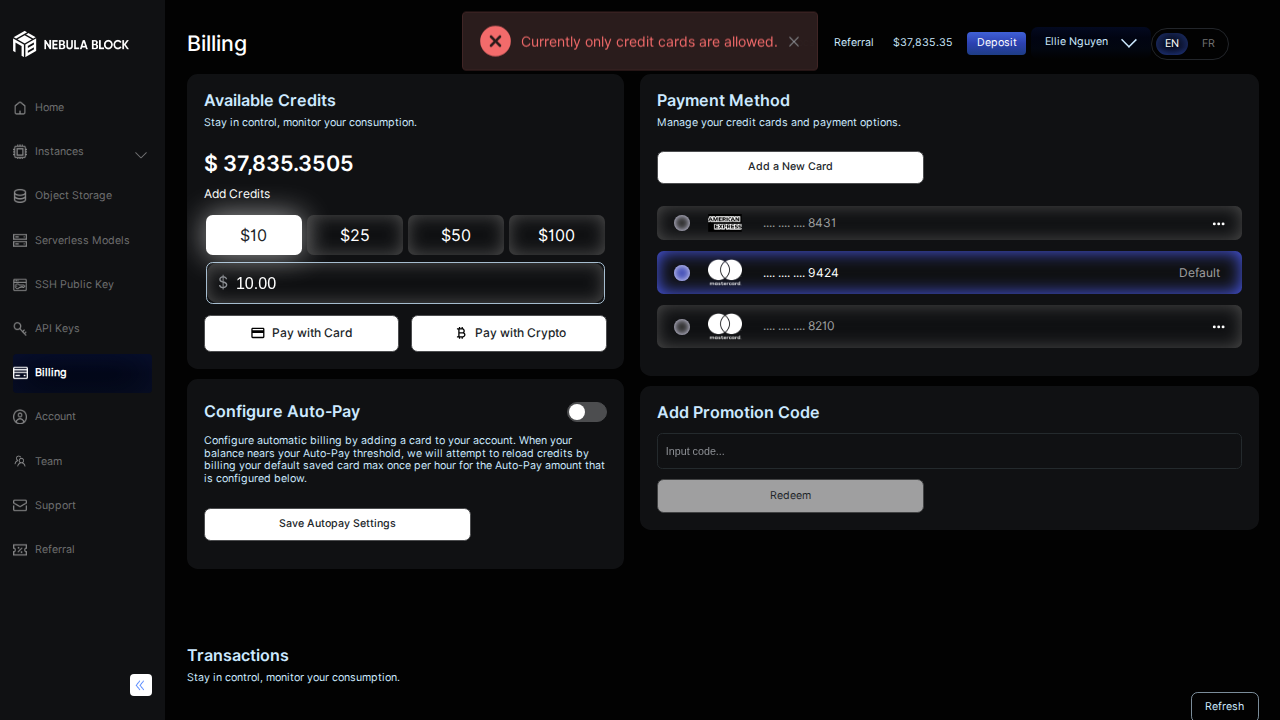 NEBULA BLOCK
Home
Instances
Object Storage
Serverless Models
SSH Public Key
API Keys
Billing
Account
Team
Support
Referral
Billing
Currently only credit cards are allowed.
Referral
$37,835.35
Deposit
Ellie Nguyen
EN
FR
Available Credits
Stay in control, monitor your consumption.
$ 37,835.3505
Add Credits
$10
$25
$50
$100
$ 10.00
Pay with Card
Pay with Crypto
Configure Auto-Pay
Configure automatic billing by adding a card to your account. When your
balance nears your Auto-Pay threshold, we will attempt to reload credits by
billing your default saved card max once per hour for the Auto-Pay amount that
is configured below.
Save Autopay Settings
Payment Method
Manage your credit cards and payment options.
Add a New Card
AMERICAN
EXPRESS
.... .... .... 8431
mastercard
.... .... .... 9424
Default
mastercard
.... .... .... 8210
Add Promotion Code
Input code...
Redeem
Transactions
Stay in control, monitor your consumption.
Refresh